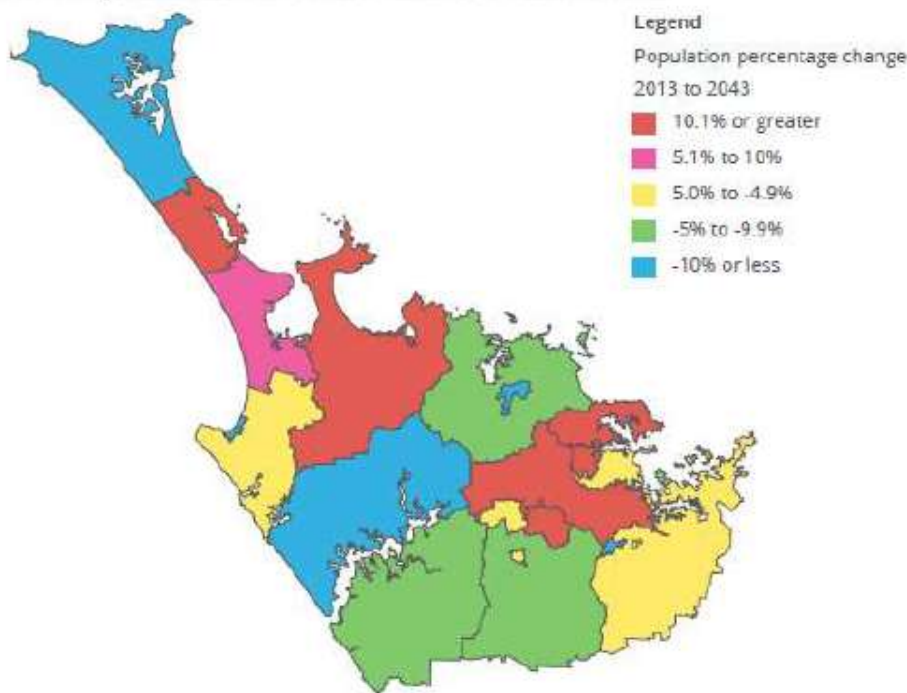 Legend
Population percentage change
2013 to 2043
10.1% or greater
5.1% to 10%
5.0% to -4.9%
-5% to -9.9%
-10% or less